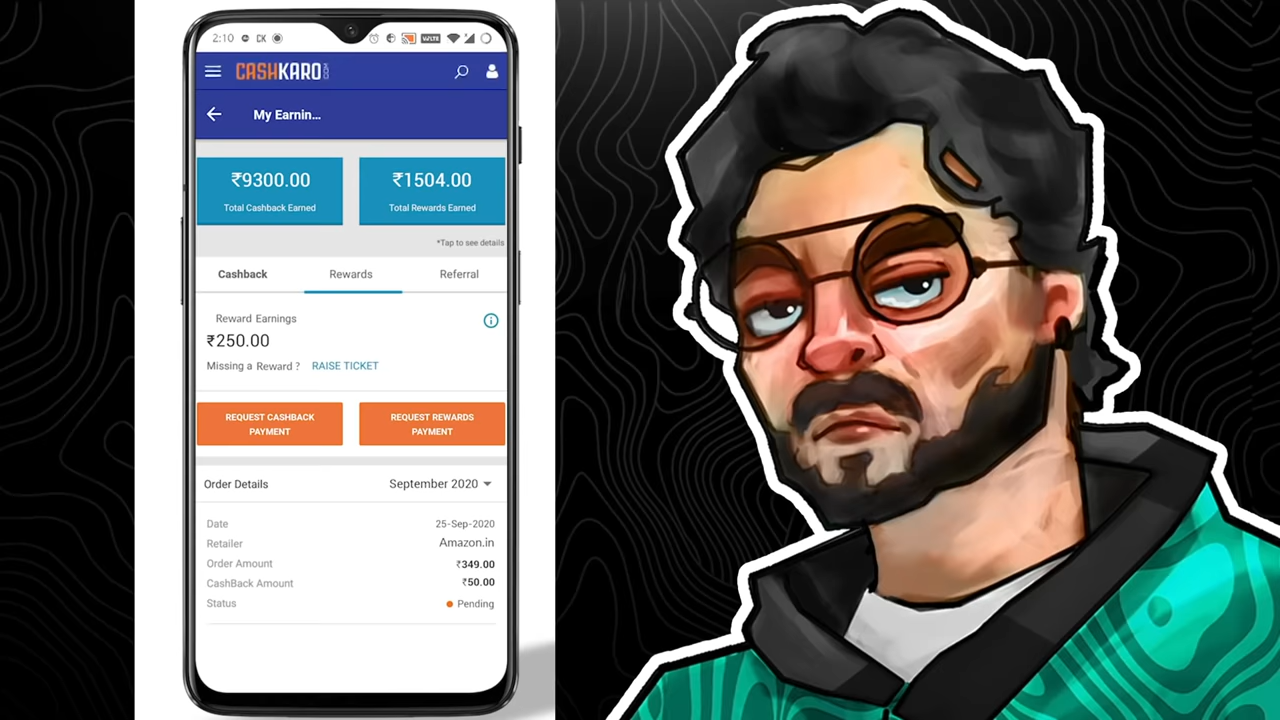 2:10 CK VoLTE
CASHKARO.COM
My Earnin...
₹9300.00
Total Cashback Earned
₹1504.00
Total Rewards Earned
*Tap to see details
Cashback Rewards Referral
Reward Earnings
₹250.00
Missing a Reward ? RAISE TICKET
REQUEST CASHBACK
PAYMENT
REQUEST REWARDS
PAYMENT
Order Details September 2020
Date 25-Sep-2020
Retailer Amazon.in
Order Amount ₹349.00
CashBack Amount ₹50.00
Status Pending